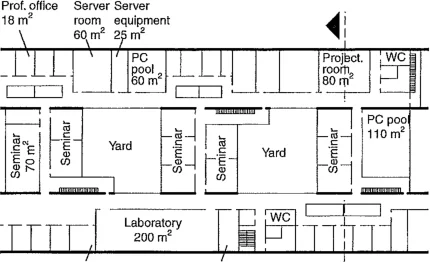 Prof. office
18 m²
Server
room
60 m²
Server
equipment
25 m²
PC
pool
60 m²
Project.
room
80 m²
WC
Seminar
70 m²
Seminar
Yard
Seminar
Seminar
Yard
Seminar
PC pool
110 m²
Laboratory
200 m²
WC